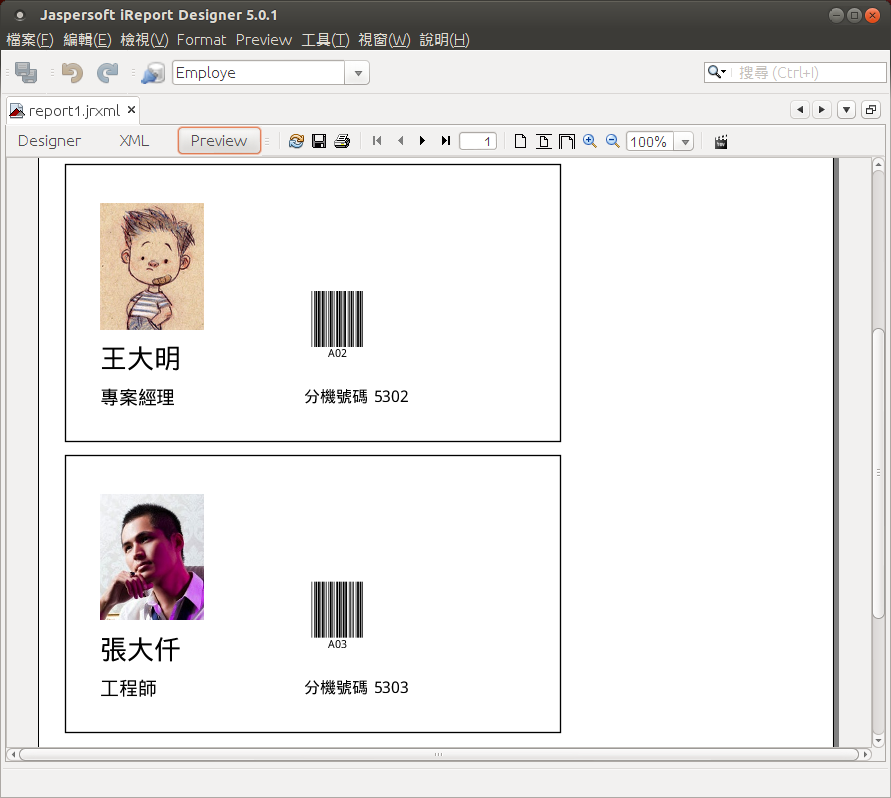 Jaspersoft iReport Designer 5.0.1
檔案(F) 編輯(E) 檢視(V) Format Preview 工具(T) 視窗(W) 說明(H)
Employe
搜尋 (Ctrl+I)
report1.jrxml
Designer XML Preview 1 100%
王大明
A02
專案經理 分機號碼 5302
張大仟
A03
工程師 分機號碼 5303